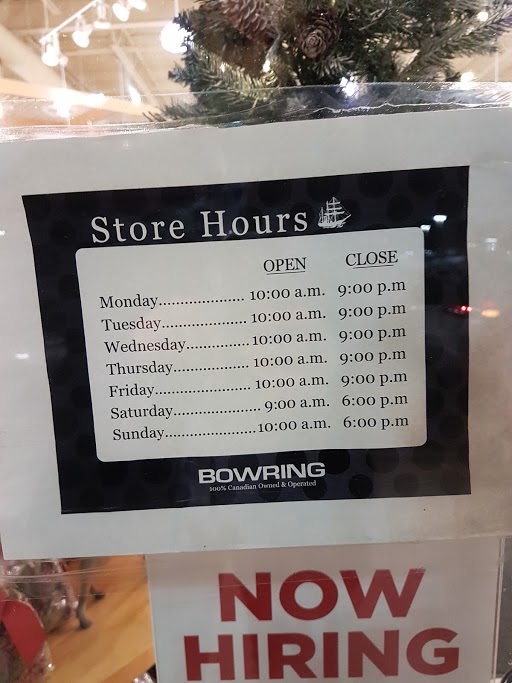 Store Hours
OPEN CLOSE
Monday.................... 10:00 a.m. 9:00 p.m
Tuesday.................... 10:00 a.m. 9:00 p.m
Wednesday............... 10:00 a.m. 9:00 p.m
Thursday.................. 10:00 a.m. 9:00 p.m
Friday....................... 10:00 a.m. 9:00 p.m
Saturday..................... 9:00 a.m. 6:00 p.m
Sunday...................... 10:00 a.m. 6:00 p.m
BOWRING
100% Canadian Owned & Operated
NOW
HIRING